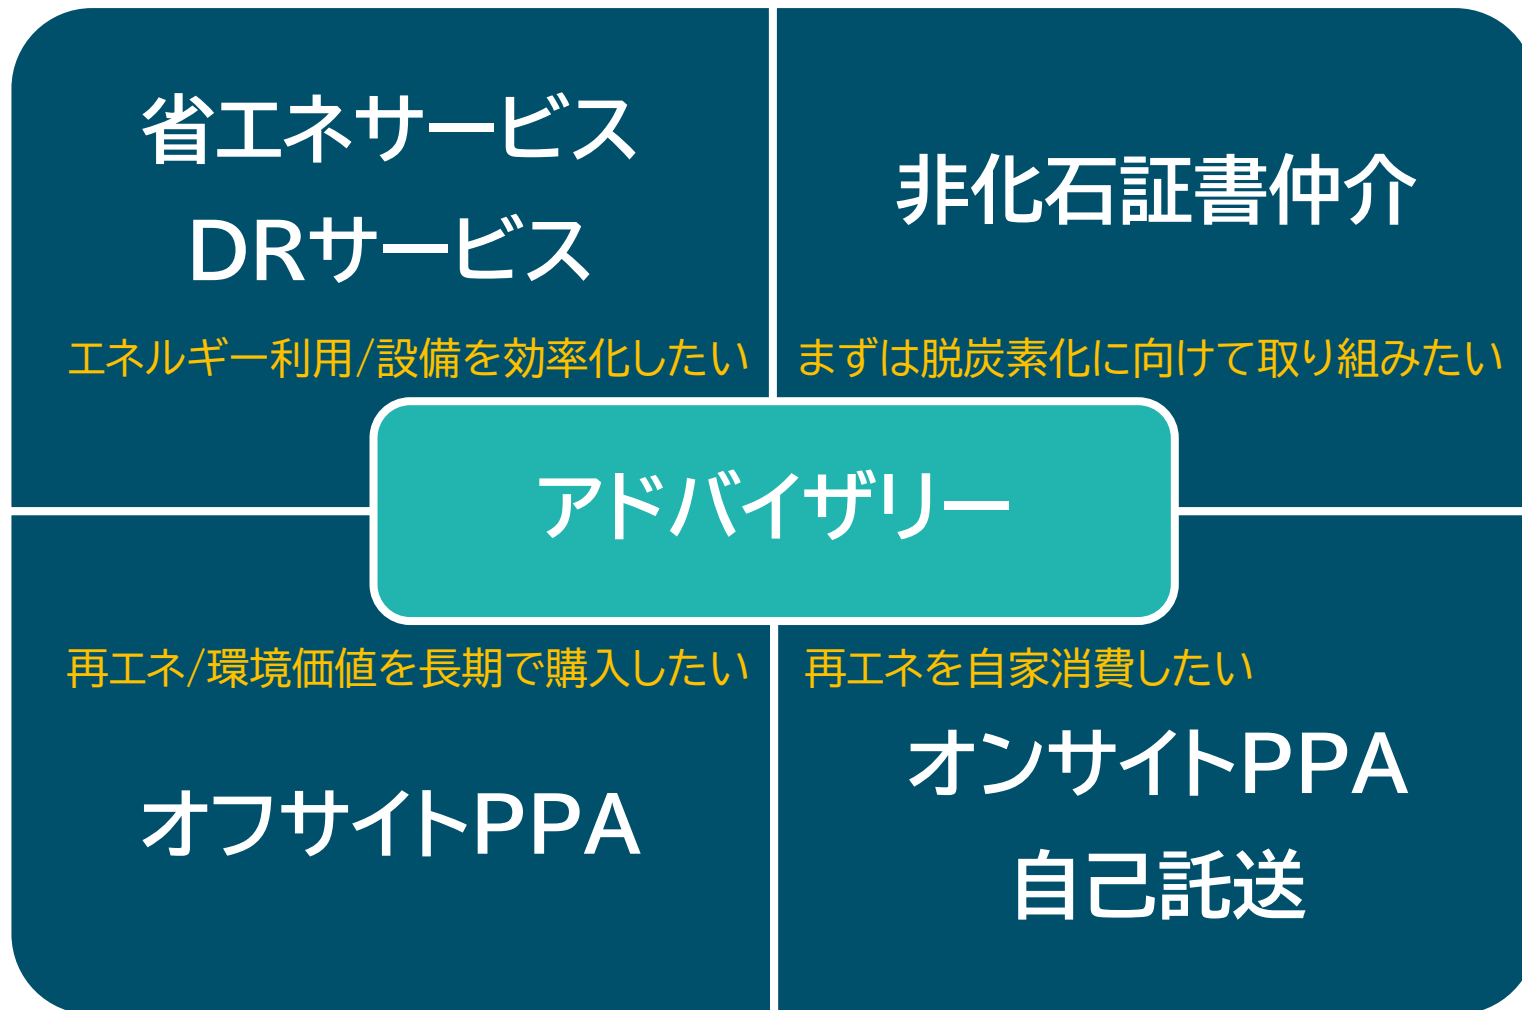 省エネサービス
DRサービス
エネルギー利用/設備を効率化したい
非化石証書仲介
まずは脱炭素化に向けて取り組みたい
アドバイザリー
再エネ/環境価値を長期で購入したい
オフサイトPPA
再エネを自家消費したい
オンサイトPPA
自己託送